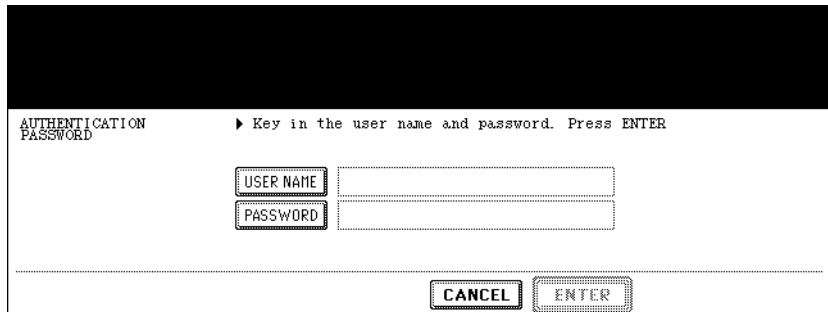 AUTHENTICATION
PASSWORD
▶ Key in the user name and password. Press ENTER
USER NAME
PASSWORD
CANCEL
ENTER